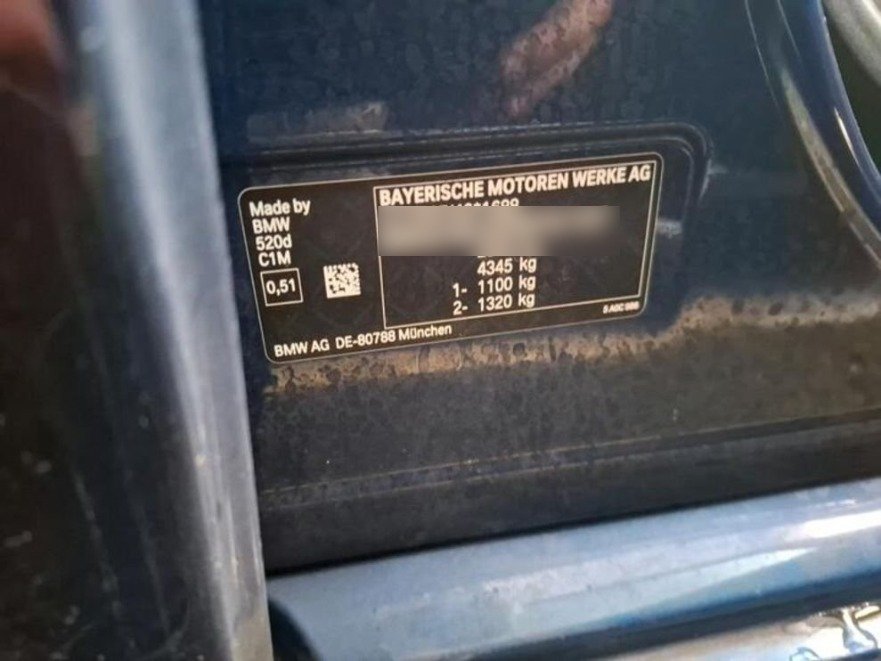 Made by
BMW
520d
C1M
0,51
BAYERISCHE MOTOREN WERKE AG
4345 kg
1- 1100 kg
2- 1320 kg
BMW AG DE-80788 München